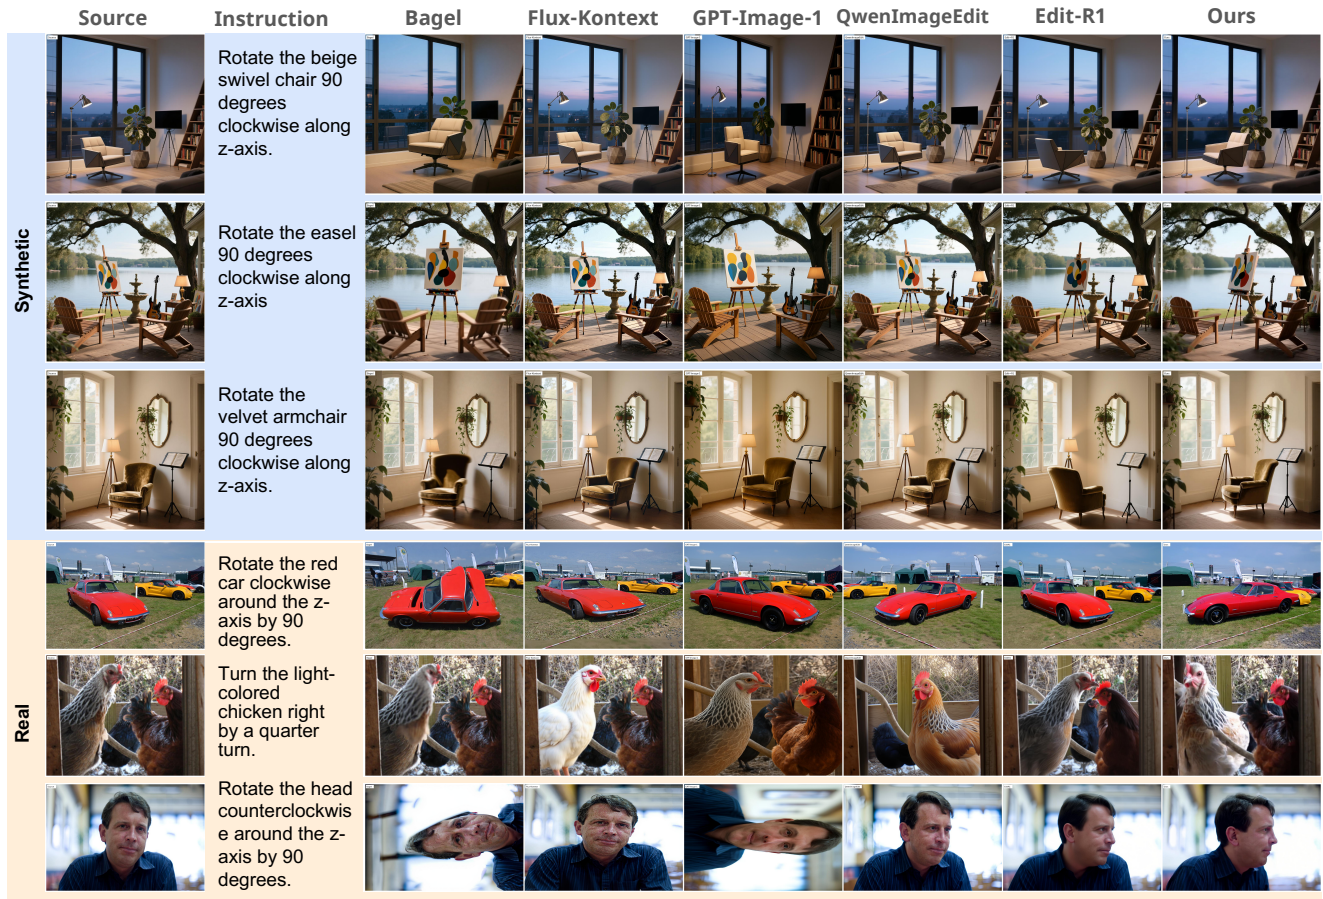 Source Instruction Bagel Flux-Kontext GPT-Image-1 QwenImageEdit Edit-R1 Ours
Synthetic
Rotate the beige
swivel chair 90
degrees
clockwise along
z-axis.
Rotate the easel
90 degrees
clockwise along
z-axis
Rotate the
velvet armchair
90 degrees
clockwise along
z-axis.
Real
Rotate the red
car clockwise
around the z-
axis by 90
degrees.
Turn the light-
colored
chicken right
by a quarter
turn.
Rotate the head
counterclockwis
e around the z-
axis by 90
degrees.